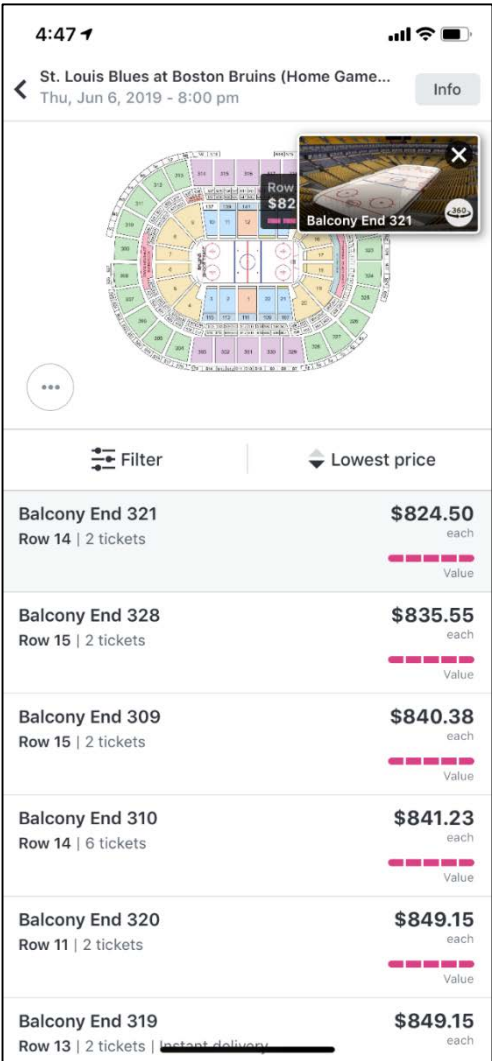 4:47
St. Louis Blues at Boston Bruins (Home Game...
Thu, Jun 6, 2019 - 8:00 pm
Info
Row
$82
Balcony End 321
360
Filter
Lowest price
Balcony End 321
$824.50
Row 14 | 2 tickets
each
Value
Balcony End 328
$835.55
Row 15 | 2 tickets
each
Value
Balcony End 309
$840.38
Row 15 | 2 tickets
each
Value
Balcony End 310
$841.23
Row 14 | 6 tickets
each
Value
Balcony End 320
$849.15
Row 11 | 2 tickets
each
Value
Balcony End 319
$849.15
Row 13 | 2 tickets | Instant delivery
each